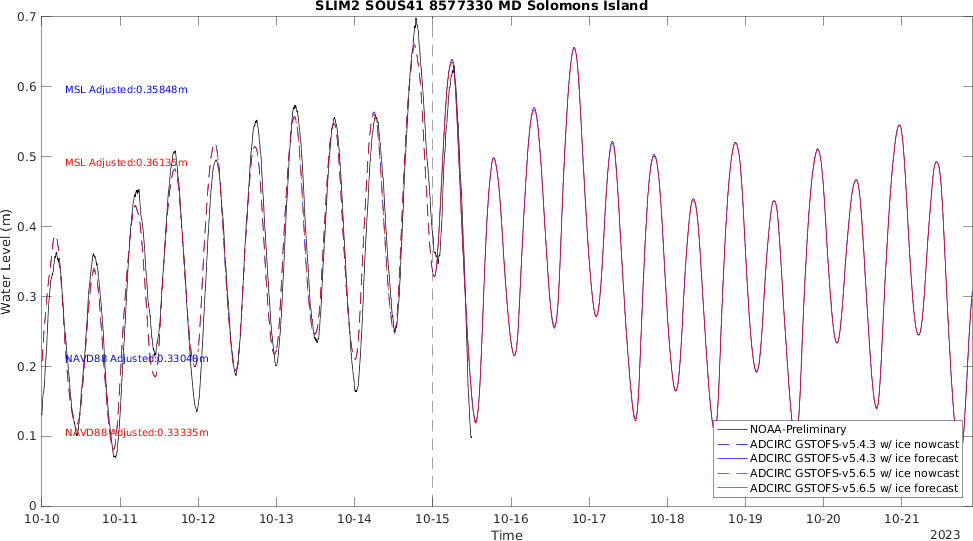 SLIM2 SOUS41 8577330 MD Solomons Island
0.7
0.6
0.5
0.4
0.3
0.2
0.1
0
Water Level (m)
MSL Adjusted:0.35848m
MSL Adjusted:0.36135m
NAVD88 Adjusted:0.33048m
NAVD88 Adjusted:0.33335m
NOAA-Preliminary
ADCIRC GSTOFS-v5.4.3 w/ ice nowcast
ADCIRC GSTOFS-v5.4.3 w/ ice forecast
ADCIRC GSTOFS-v5.6.5 w/ ice nowcast
ADCIRC GSTOFS-v5.6.5 w/ ice forecast
10-10 10-11 10-12 10-13 10-14 10-15 10-16 10-17 10-18 10-19 10-20 10-21
Time
2023